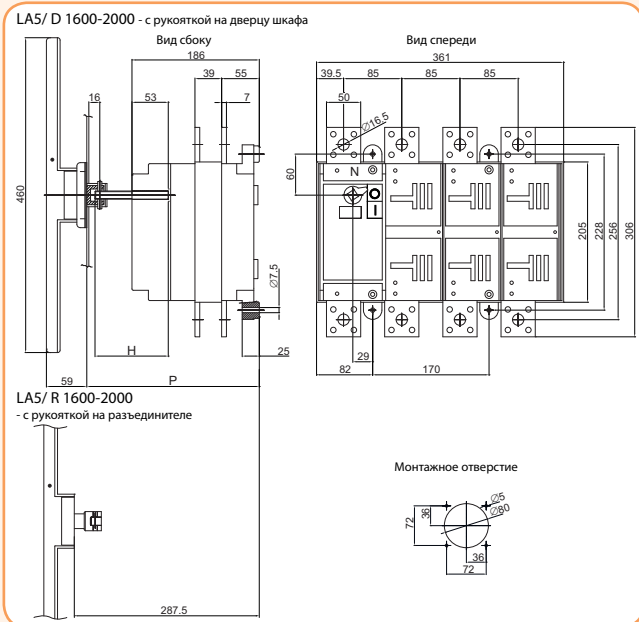 LA5/ D 1600-2000 - с рукояткой на дверцу шкафа
Вид сбоку
Вид спереди
186
361
39
55
39.5
85
85
85
16
53
7
50
Ø16.5
N
60
460
205
228
256
306
Ø7.5
H
25
29
59
P
82
170
LA5/ R 1600-2000
- с рукояткой на разъединителе
Монтажное отверстие
Ø5
Ø80
72
36
36
72
287.5